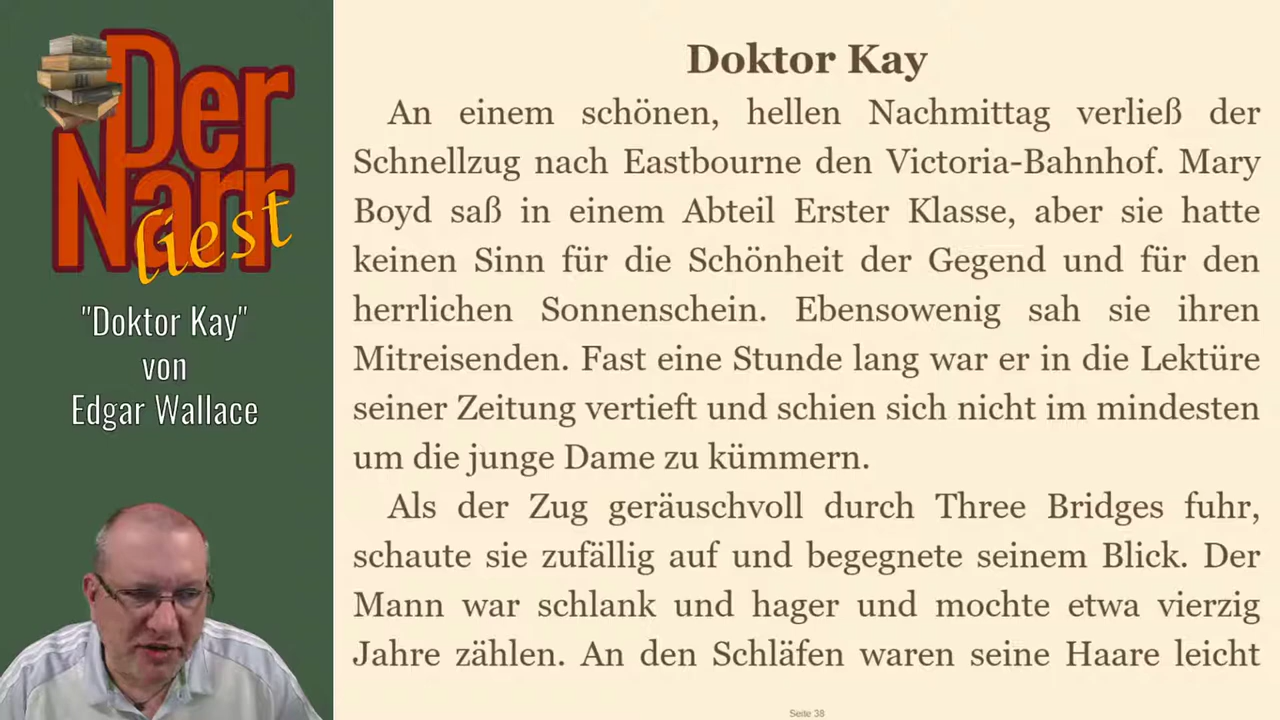 Der
Narr
liest
"Doktor Kay"
von
Edgar Wallace
Doktor Kay
An einem schönen, hellen Nachmittag verließ der
Schnellzug nach Eastbourne den Victoria-Bahnhof. Mary
Boyd saß in einem Abteil Erster Klasse, aber sie hatte
keinen Sinn für die Schönheit der Gegend und für den
herrlichen Sonnenschein. Ebensowenig sah sie ihren
Mitreisenden. Fast eine Stunde lang war er in die Lektüre
seiner Zeitung vertieft und schien sich nicht im mindesten
um die junge Dame zu kümmern.
Als der Zug geräuschvoll durch Three Bridges fuhr,
schaute sie zufällig auf und begegnete seinem Blick. Der
Mann war schlank und hager und mochte etwa vierzig
Jahre zählen. An den Schläfen waren seine Haare leicht
Seite 38